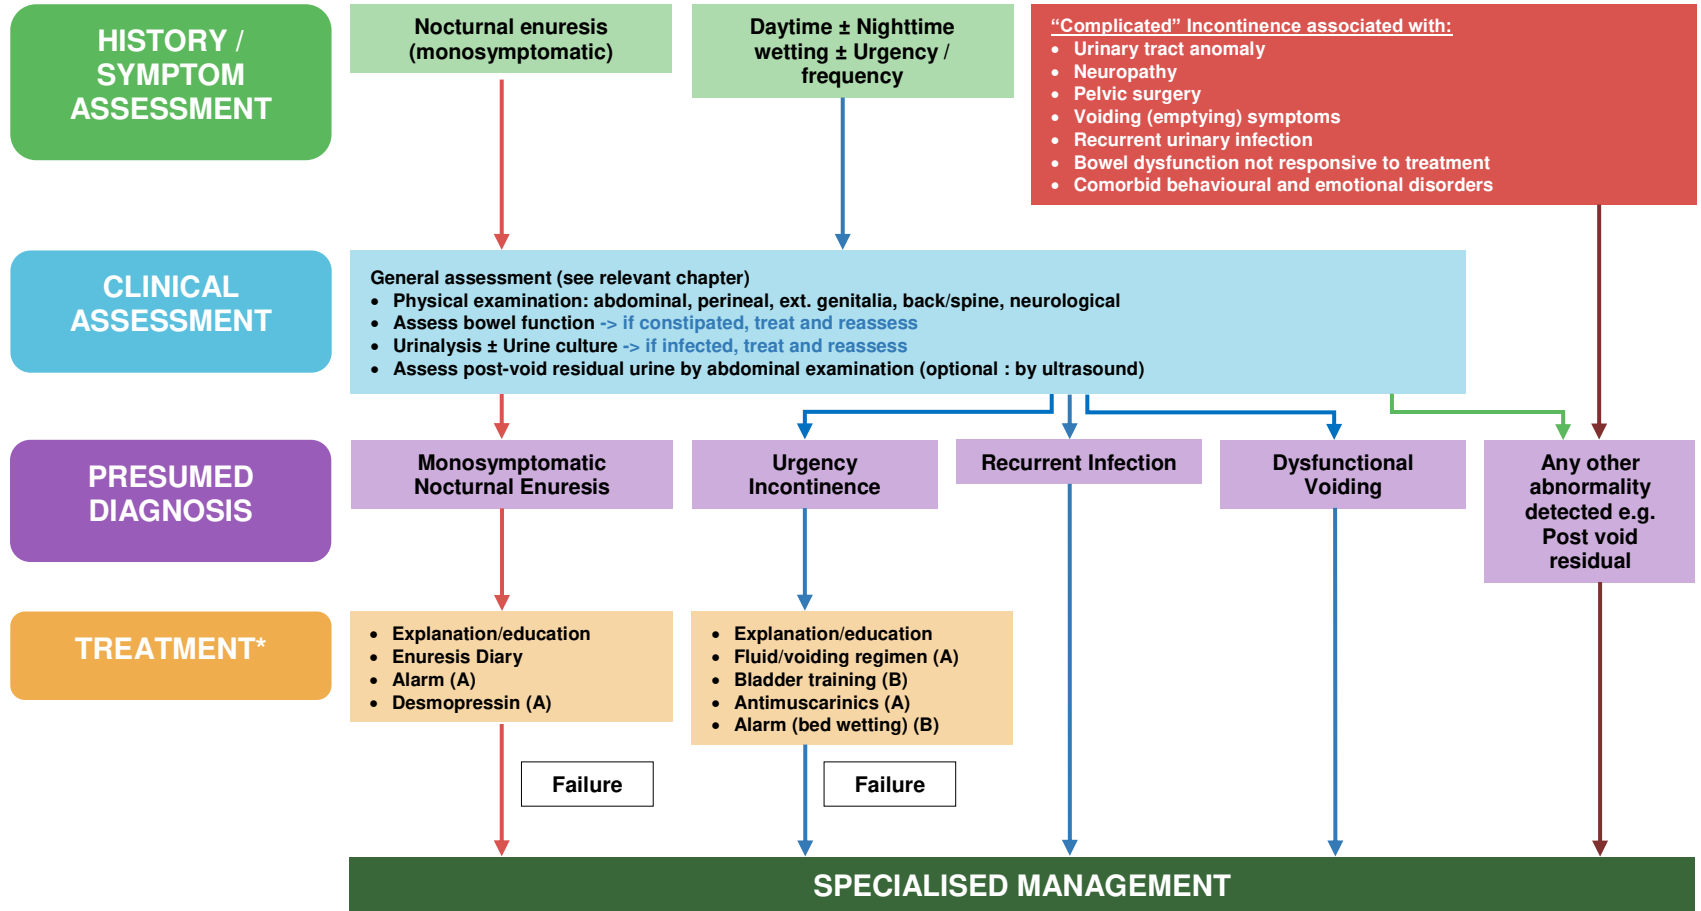 HISTORY /
SYMPTOM
ASSESSMENT
Nocturnal enuresis
(monosymptomatic)
Daytime ± Nighttime
wetting ± Urgency /
frequency
“Complicated” Incontinence associated with:
• Urinary tract anomaly
• Neuropathy
• Pelvic surgery
• Voiding (emptying) symptoms
• Recurrent urinary infection
• Bowel dysfunction not responsive to treatment
• Comorbid behavioural and emotional disorders
CLINICAL
ASSESSMENT
General assessment (see relevant chapter)
• Physical examination: abdominal, perineal, ext. genitalia, back/spine, neurological
• Assess bowel function -> if constipated, treat and reassess
• Urinalysis ± Urine culture -> if infected, treat and reassess
• Assess post-void residual urine by abdominal examination (optional : by ultrasound)
PRESUMED
DIAGNOSIS
Monosymptomatic
Nocturnal Enuresis
Urgency
Incontinence
Recurrent Infection
Dysfunctional
Voiding
Any other
abnormality
detected e.g.
Post void
residual
TREATMENT*
• Explanation/education
• Enuresis Diary
• Alarm (A)
• Desmopressin (A)
• Explanation/education
• Fluid/voiding regimen (A)
• Bladder training (B)
• Antimuscarinics (A)
• Alarm (bed wetting) (B)
Failure
Failure
SPECIALISED MANAGEMENT